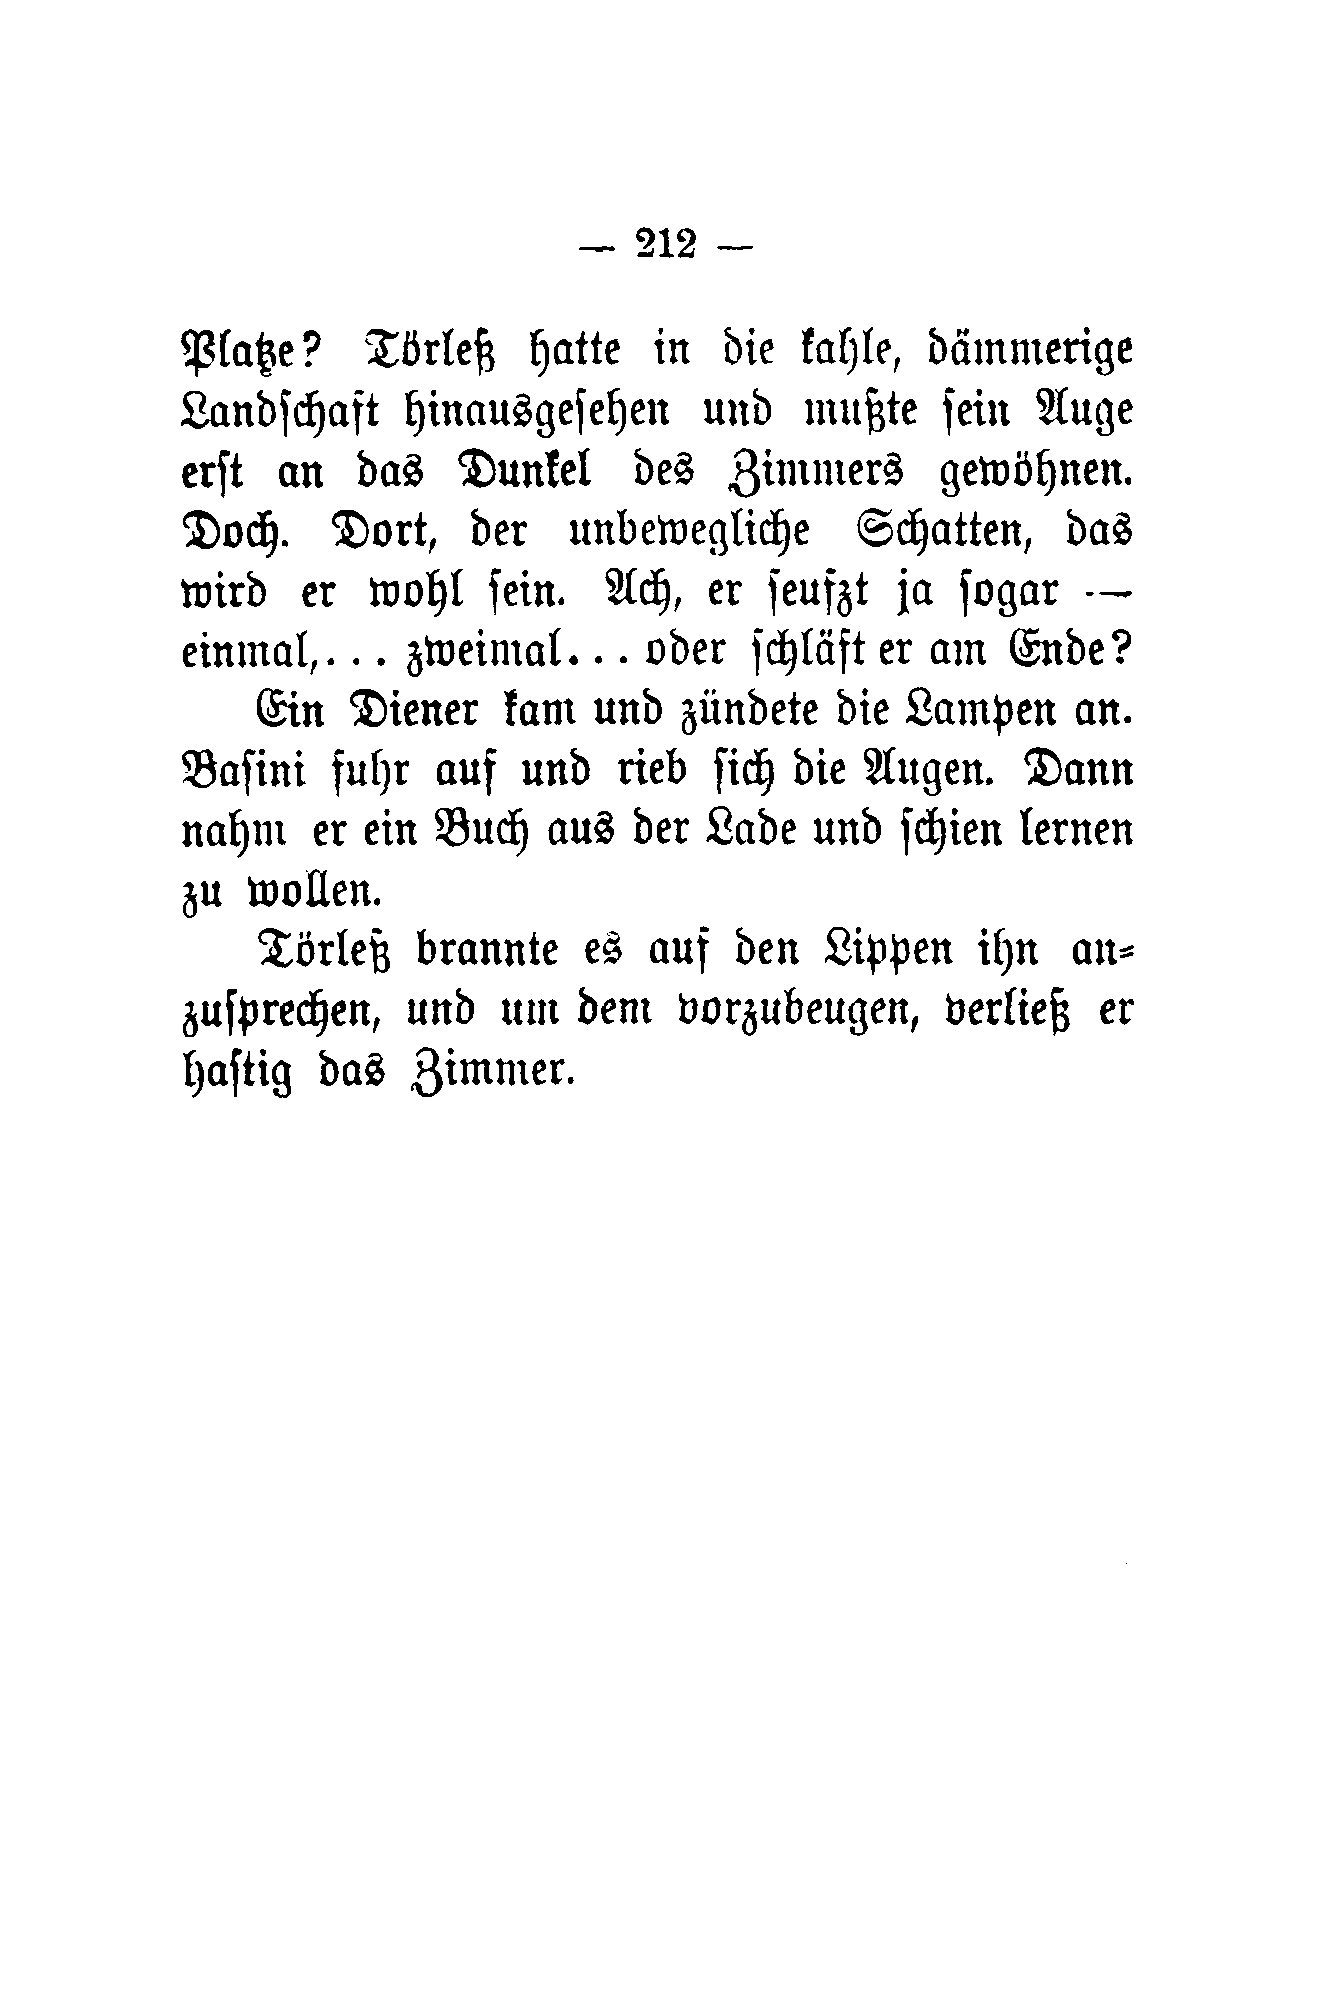 — 212 —
Platze? Törleß hatte in die kahle, dämmerige
Landſchaft hinausgeſehen und mußte ſein Auge
erſt an das Dunkel des Zimmers gewöhnen.
Doch. Dort, der unbewegliche Schatten, das
wird er wohl ſein. Ach, er ſeufzt ja ſogar —
einmal,... zweimal... oder ſchläft er am Ende?
Ein Diener kam und zündete die Lampen an.
Baſini fuhr auf und rieb ſich die Augen. Dann
nahm er ein Buch aus der Lade und ſchien lernen
zu wollen.
Törleß brannte es auf den Lippen ihn an⸗
zuſprechen, und um dem vorzubeugen, verließ er
haſtig das Zimmer.